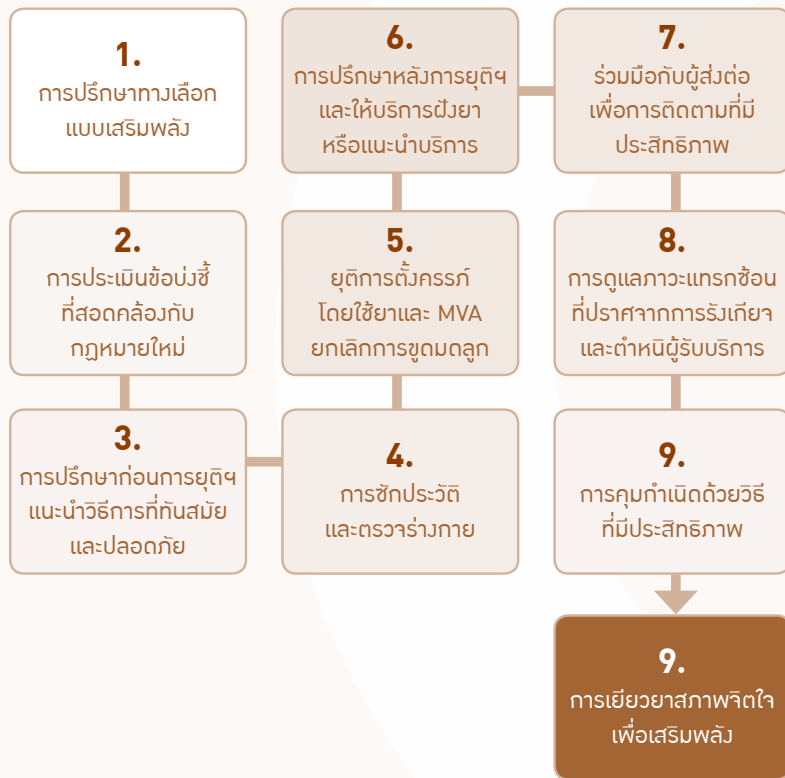 1.
การปรึกษาทางเลือก
แบบเสริมพลัง
2.
การประเมินข้อบ่งชี้
ที่สอดคล้องกับ
กฎหมายใหม่
3.
การปรึกษาก่อนการยุติฯ
แนะนำวิธีการที่ทันสมัย
และปลอดภัย
4.
การซักประวัติ
และตรวจร่างกาย
5.
ยุติการตั้งครรภ์
โดยใช้ยาและ MVA
ยกเลิกการขูดมดลูก
6.
การปรึกษาหลังการยุติฯ
และให้บริการฝังยา
หรือแนะนำบริการ
7.
ร่วมมือกับผู้ส่งต่อ
เพื่อการติดตามที่มี
ประสิทธิภาพ
8.
การดูแลภาวะแทรกซ้อน
ที่ปราศจากการรังเกียจ
และตำหนิผู้รับบริการ
9.
การคุมกำเนิดด้วยวิธี
ที่มีประสิทธิภาพ
9.
การเยียวยาสภาพจิตใจ
เพื่อเสริมพลัง